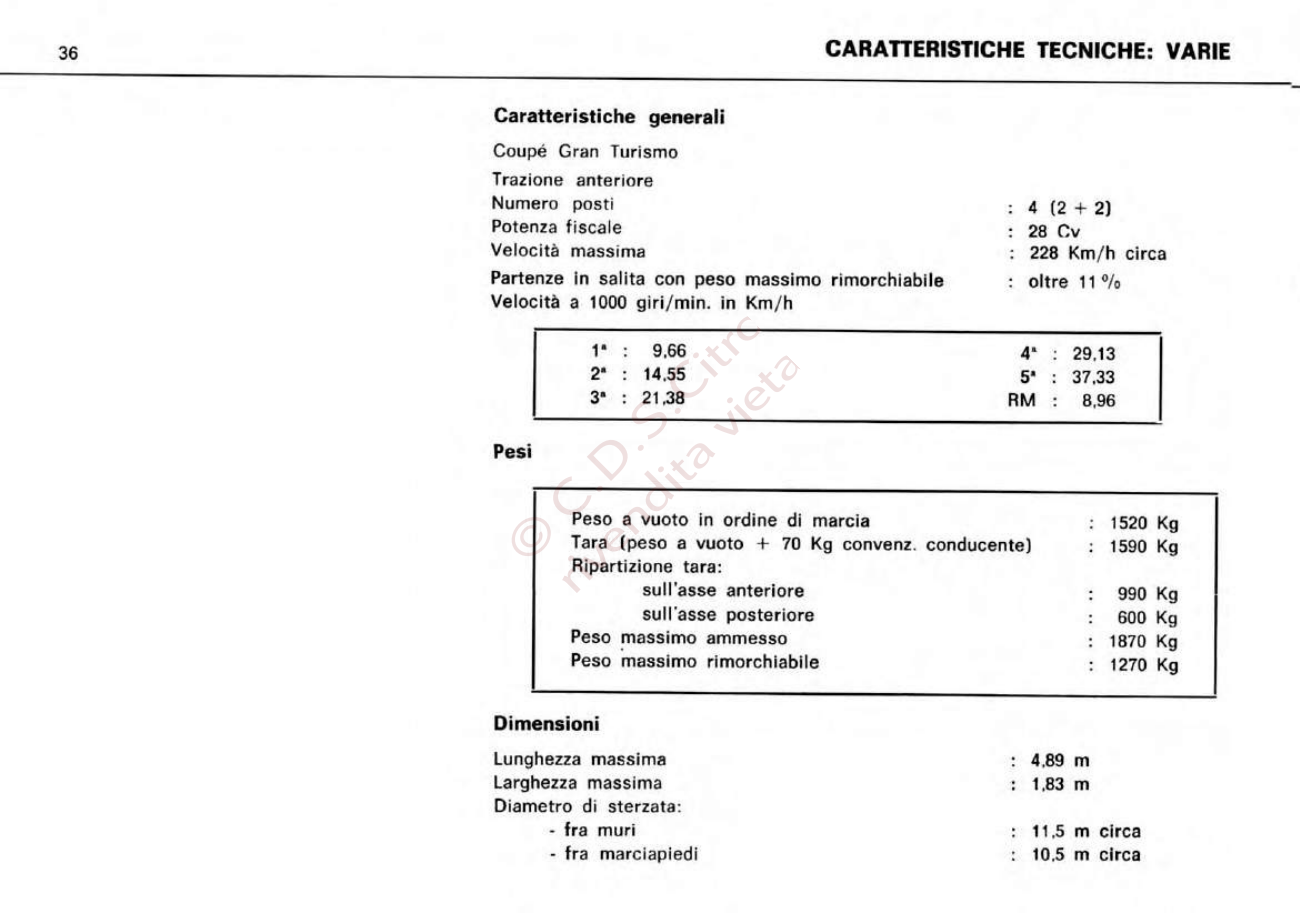 36
CARATTERISTICHE TECNICHE: VARIE
Caratteristiche generali
Coupé Gran Turismo
Trazione anteriore
Numero posti : 4 (2 + 2)
Potenza fiscale : 28 Cv
Velocità massima : 228 Km/h circa
Partenze in salita con peso massimo rimorchiabile : oltre 11 %
Velocità a 1000 giri/min. in Km/h
1ª : 9,66 4ª : 29,13
2ª : 14,55 5ª : 37,33
3ª : 21,38 RM : 8,96
Pesi
Peso a vuoto in ordine di marcia : 1520 Kg
Tara (peso a vuoto + 70 Kg convenz. conducente) : 1590 Kg
Ripartizione tara:
sull'asse anteriore : 990 Kg
sull'asse posteriore : 600 Kg
Peso massimo ammesso : 1870 Kg
Peso massimo rimorchiabile : 1270 Kg
Dimensioni
Lunghezza massima : 4,89 m
Larghezza massima : 1,83 m
Diametro di sterzata:
- fra muri : 11,5 m circa
- fra marciapiedi : 10,5 m circa
© C.D.S.Citrc
rivendita vieta